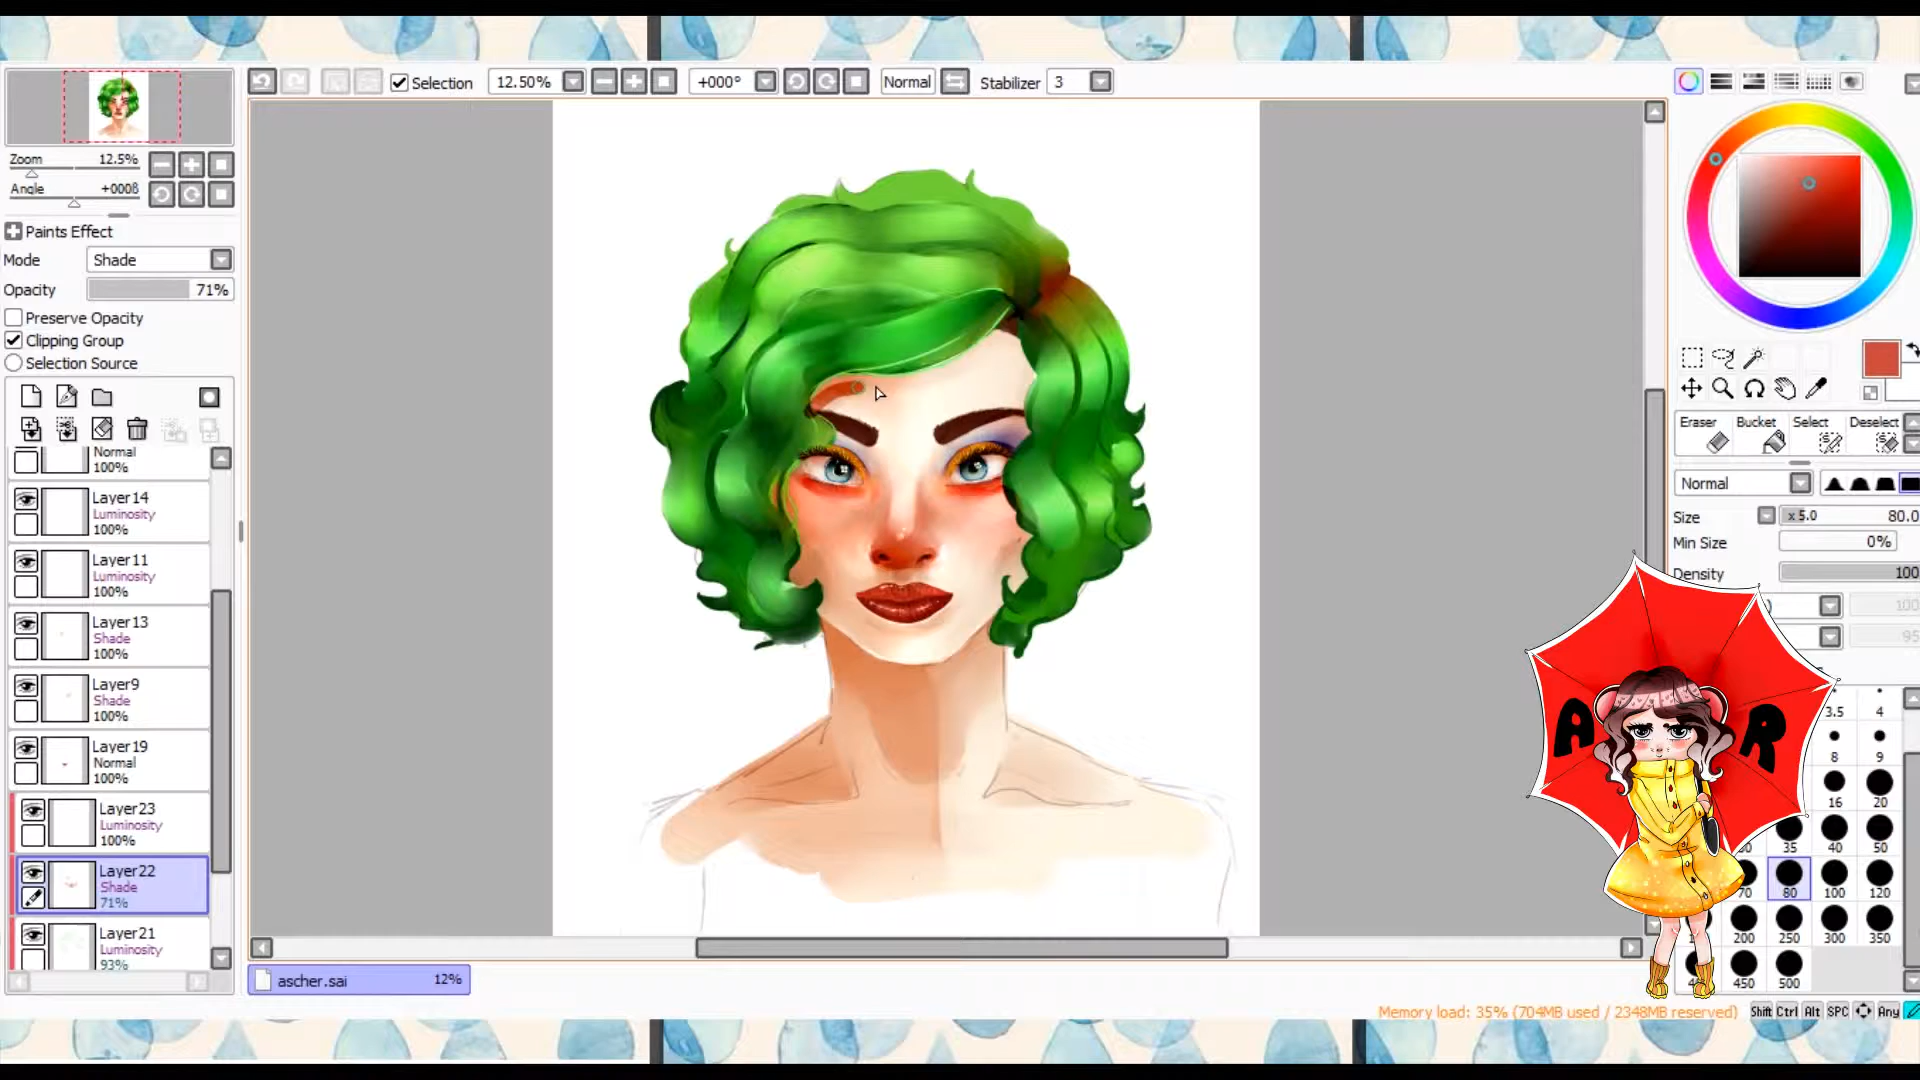 Selection
12.50%
+000°
Normal
Stabilizer 3
Zoom 12.5%
Angle +0008
Paints Effect
Mode Shade
Opacity 71%
Preserve Opacity
Clipping Group
Selection Source
Normal
100%
Layer14
Luminosity
100%
Layer11
Luminosity
100%
Layer13
Shade
100%
Layer9
Shade
100%
Layer19
Normal
100%
Layer23
Luminosity
100%
Layer22
Shade
71%
Layer21
Luminosity
93%
ascher.sai 12%
Eraser Bucket Select Deselect
Normal
Size x 5.0 80.0
Min Size 0%
Density 100
100
95
A R
3.5 4
8 9
16 20
35 40 50
70 80 100 120
200 250 300 350
450 500
Memory load: 35% (704MB used / 2348MB reserved)
Shift Ctrl Alt SPC Any